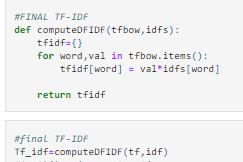 #FINAL TF-IDF
def computeDFIDF(tfbow,idfs):
    tfidf={}
    for word,val in tfbow.items():
        tfidf[word] = val*idfs[word]
    return tfidf
#final TF-IDF
Tf_idf=computeDFIDF(tf,idf)